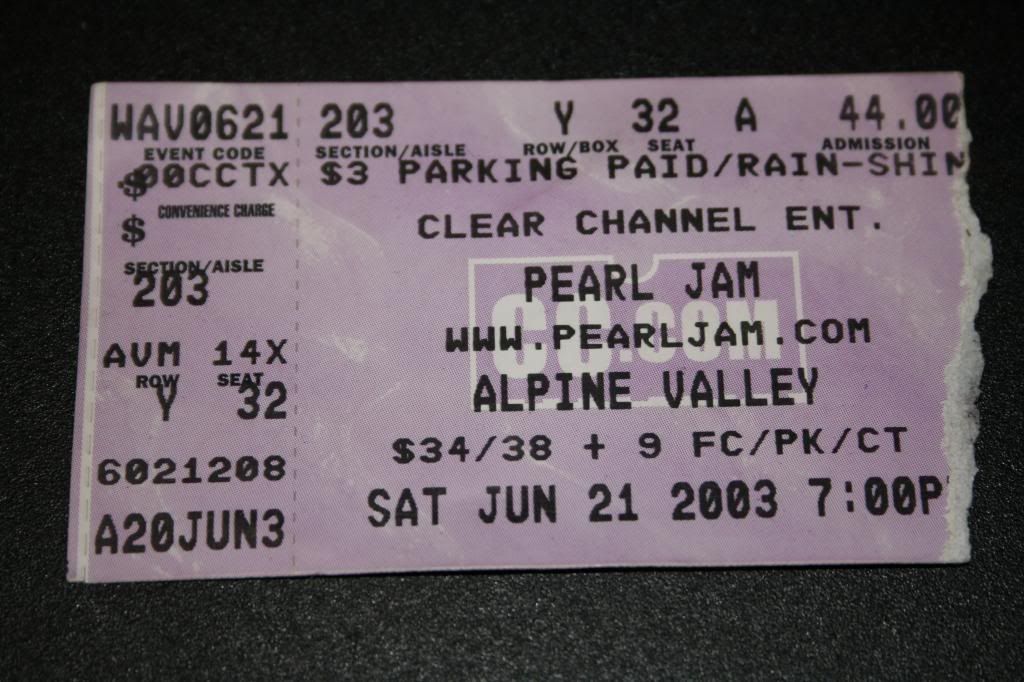 WAV0621 203 Y 32 A 44.00
EVENT CODE SECTION/AISLE ROW/BOX SEAT ADMISSION
$ .00CCTX $3 PARKING PAID/RAIN-SHIN
CONVENIENCE CHARGE
$ CLEAR CHANNEL ENT.
SECTION/AISLE
203 PEARL JAM
CC.COM
WWW.PEARLJAM.COM
AVM 14X
ROW SEAT
Y 32 ALPINE VALLEY
$34/38 + 9 FC/PK/CT
6021208
A20JUN3 SAT JUN 21 2003 7:00P